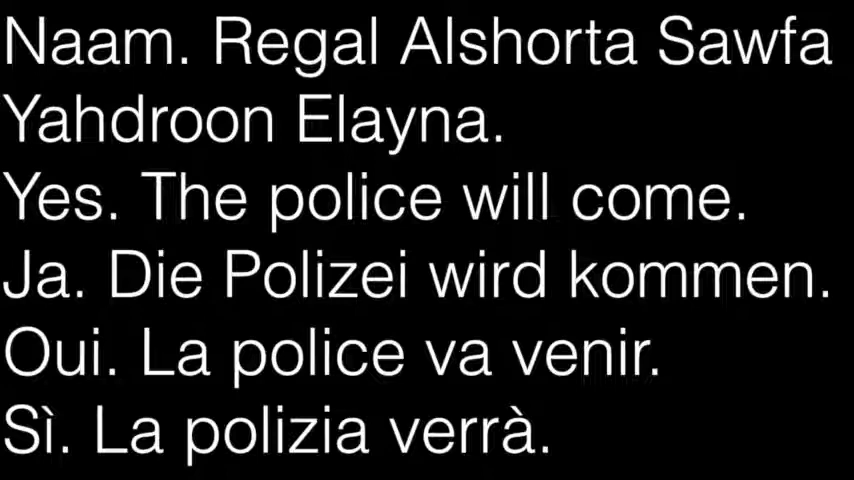 Naam. Regal Alshorta Sawfa
Yahdroon Elayna.
Yes. The police will come.
Ja. Die Polizei wird kommen.
Oui. La police va venir.
Sì. La polizia verrà.